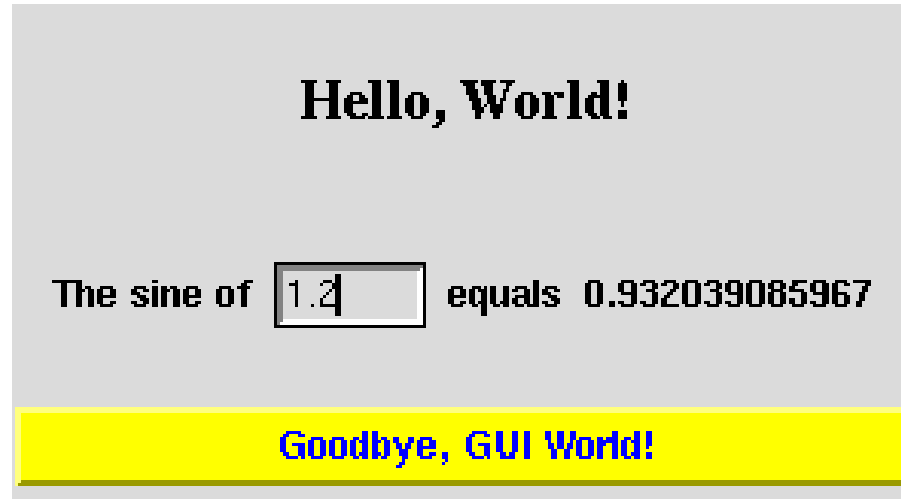 Hello, World!
The sine of 1.2 equals 0.932039085967
Goodbye, GUI World!